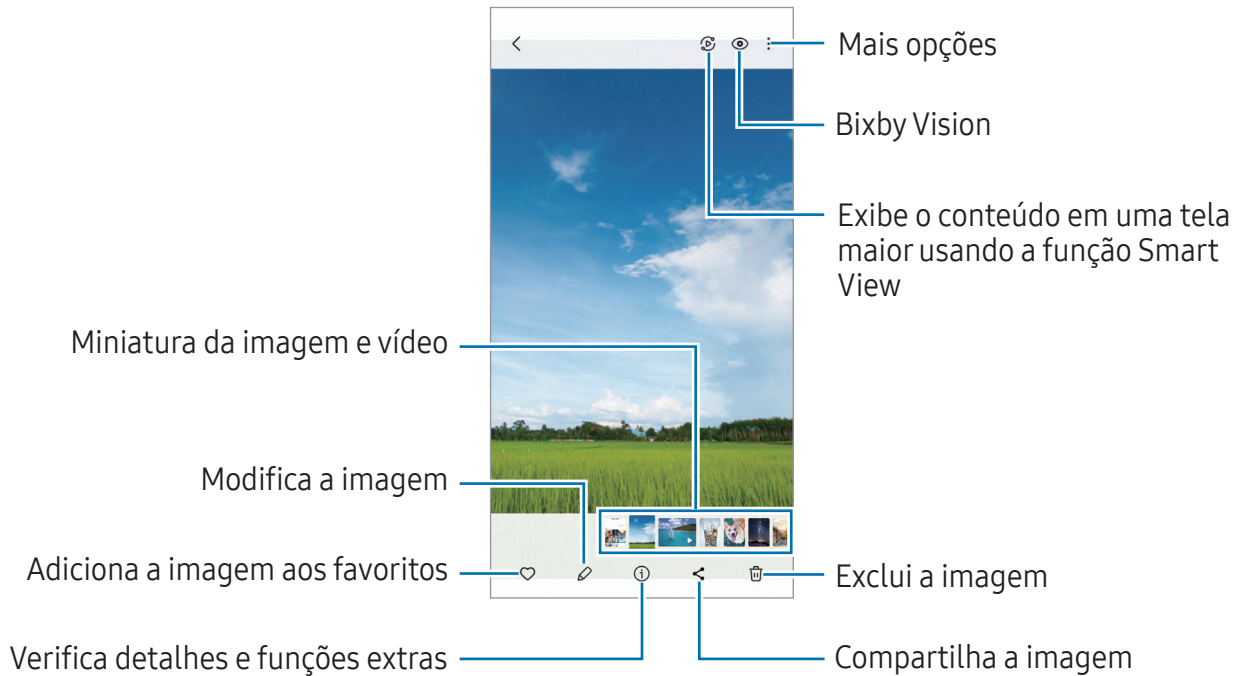 Mais opções
Bixby Vision
Exibe o conteúdo em uma tela
maior usando a função Smart
View
Miniatura da imagem e vídeo
Modifica a imagem
Adiciona a imagem aos favoritos
Exclui a imagem
Verifica detalhes e funções extras
Compartilha a imagem